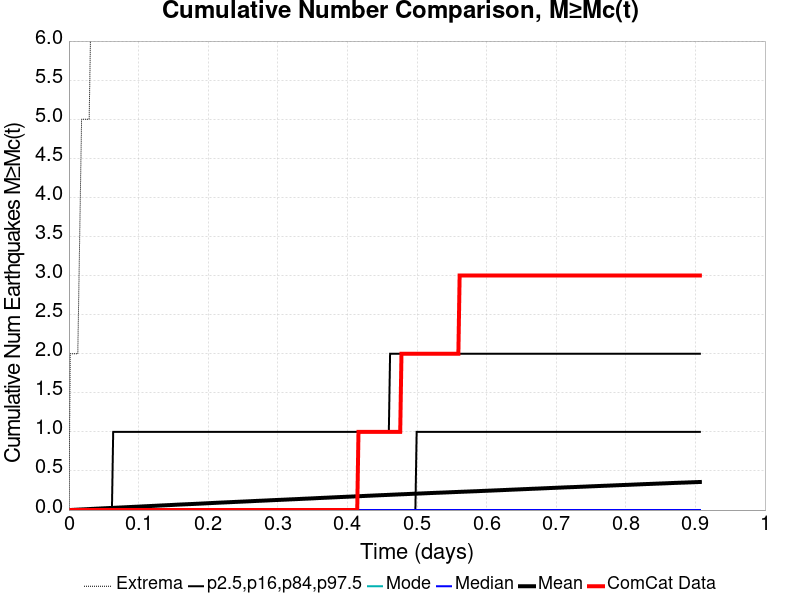 Cumulative Number Comparison, M≥Mc(t)
Cumulative Num Earthquakes M≥Mc(t)
6.0
5.5
5.0
4.5
4.0
3.5
3.0
2.5
2.0
1.5
1.0
0.5
0.0
0 0.1 0.2 0.3 0.4 0.5 0.6 0.7 0.8 0.9 1
Time (days)
Extrema p2.5,p16,p84,p97.5 Mode Median Mean ComCat Data